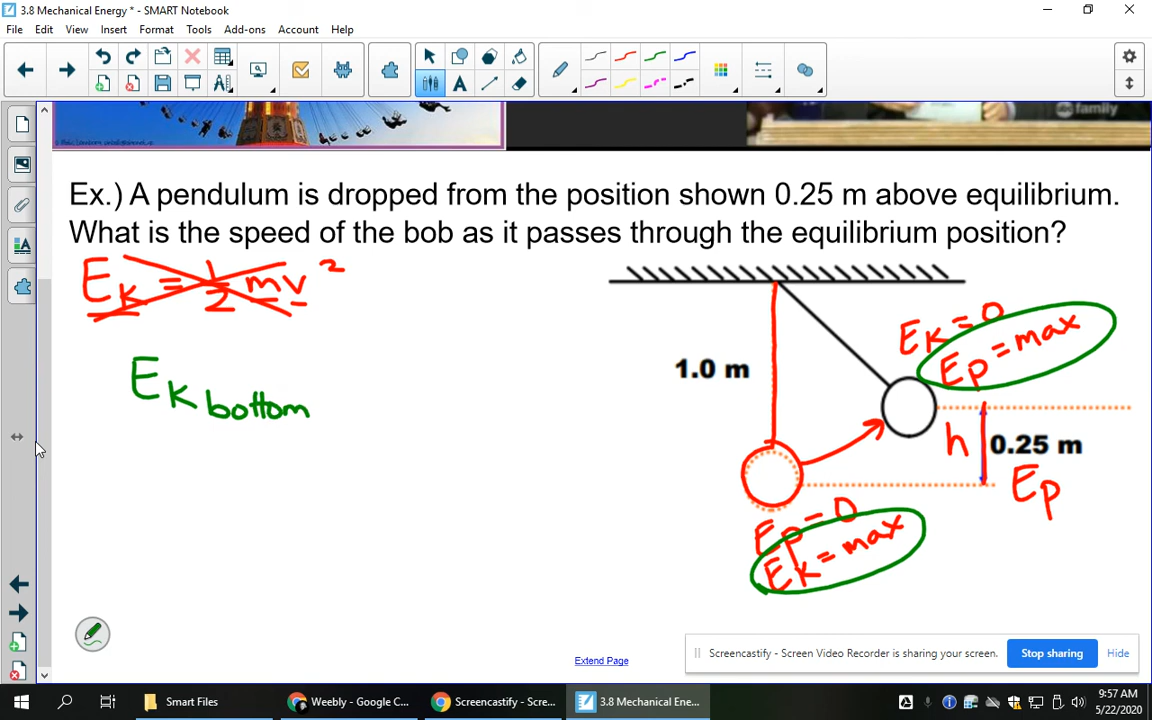 3.8 Mechanical Energy * - SMART Notebook
File Edit View Insert Format Tools Add-ons Account Help
family
Ex.) A pendulum is dropped from the position shown 0.25 m above equilibrium.
What is the speed of the bob as it passes through the equilibrium position?
Ek = 1/2 mv²
Ek bottom
1.0 m
Ek = 0
Ep = max
h
0.25 m
Ep
Ep = 0
Ek = max
Extend Page
Screencastify - Screen Video Recorder is sharing your screen.
Stop sharing
Hide
Smart Files
Weebly - Google C...
Screencastify - Scre...
3.8 Mechanical Ene...
9:57 AM
5/22/2020